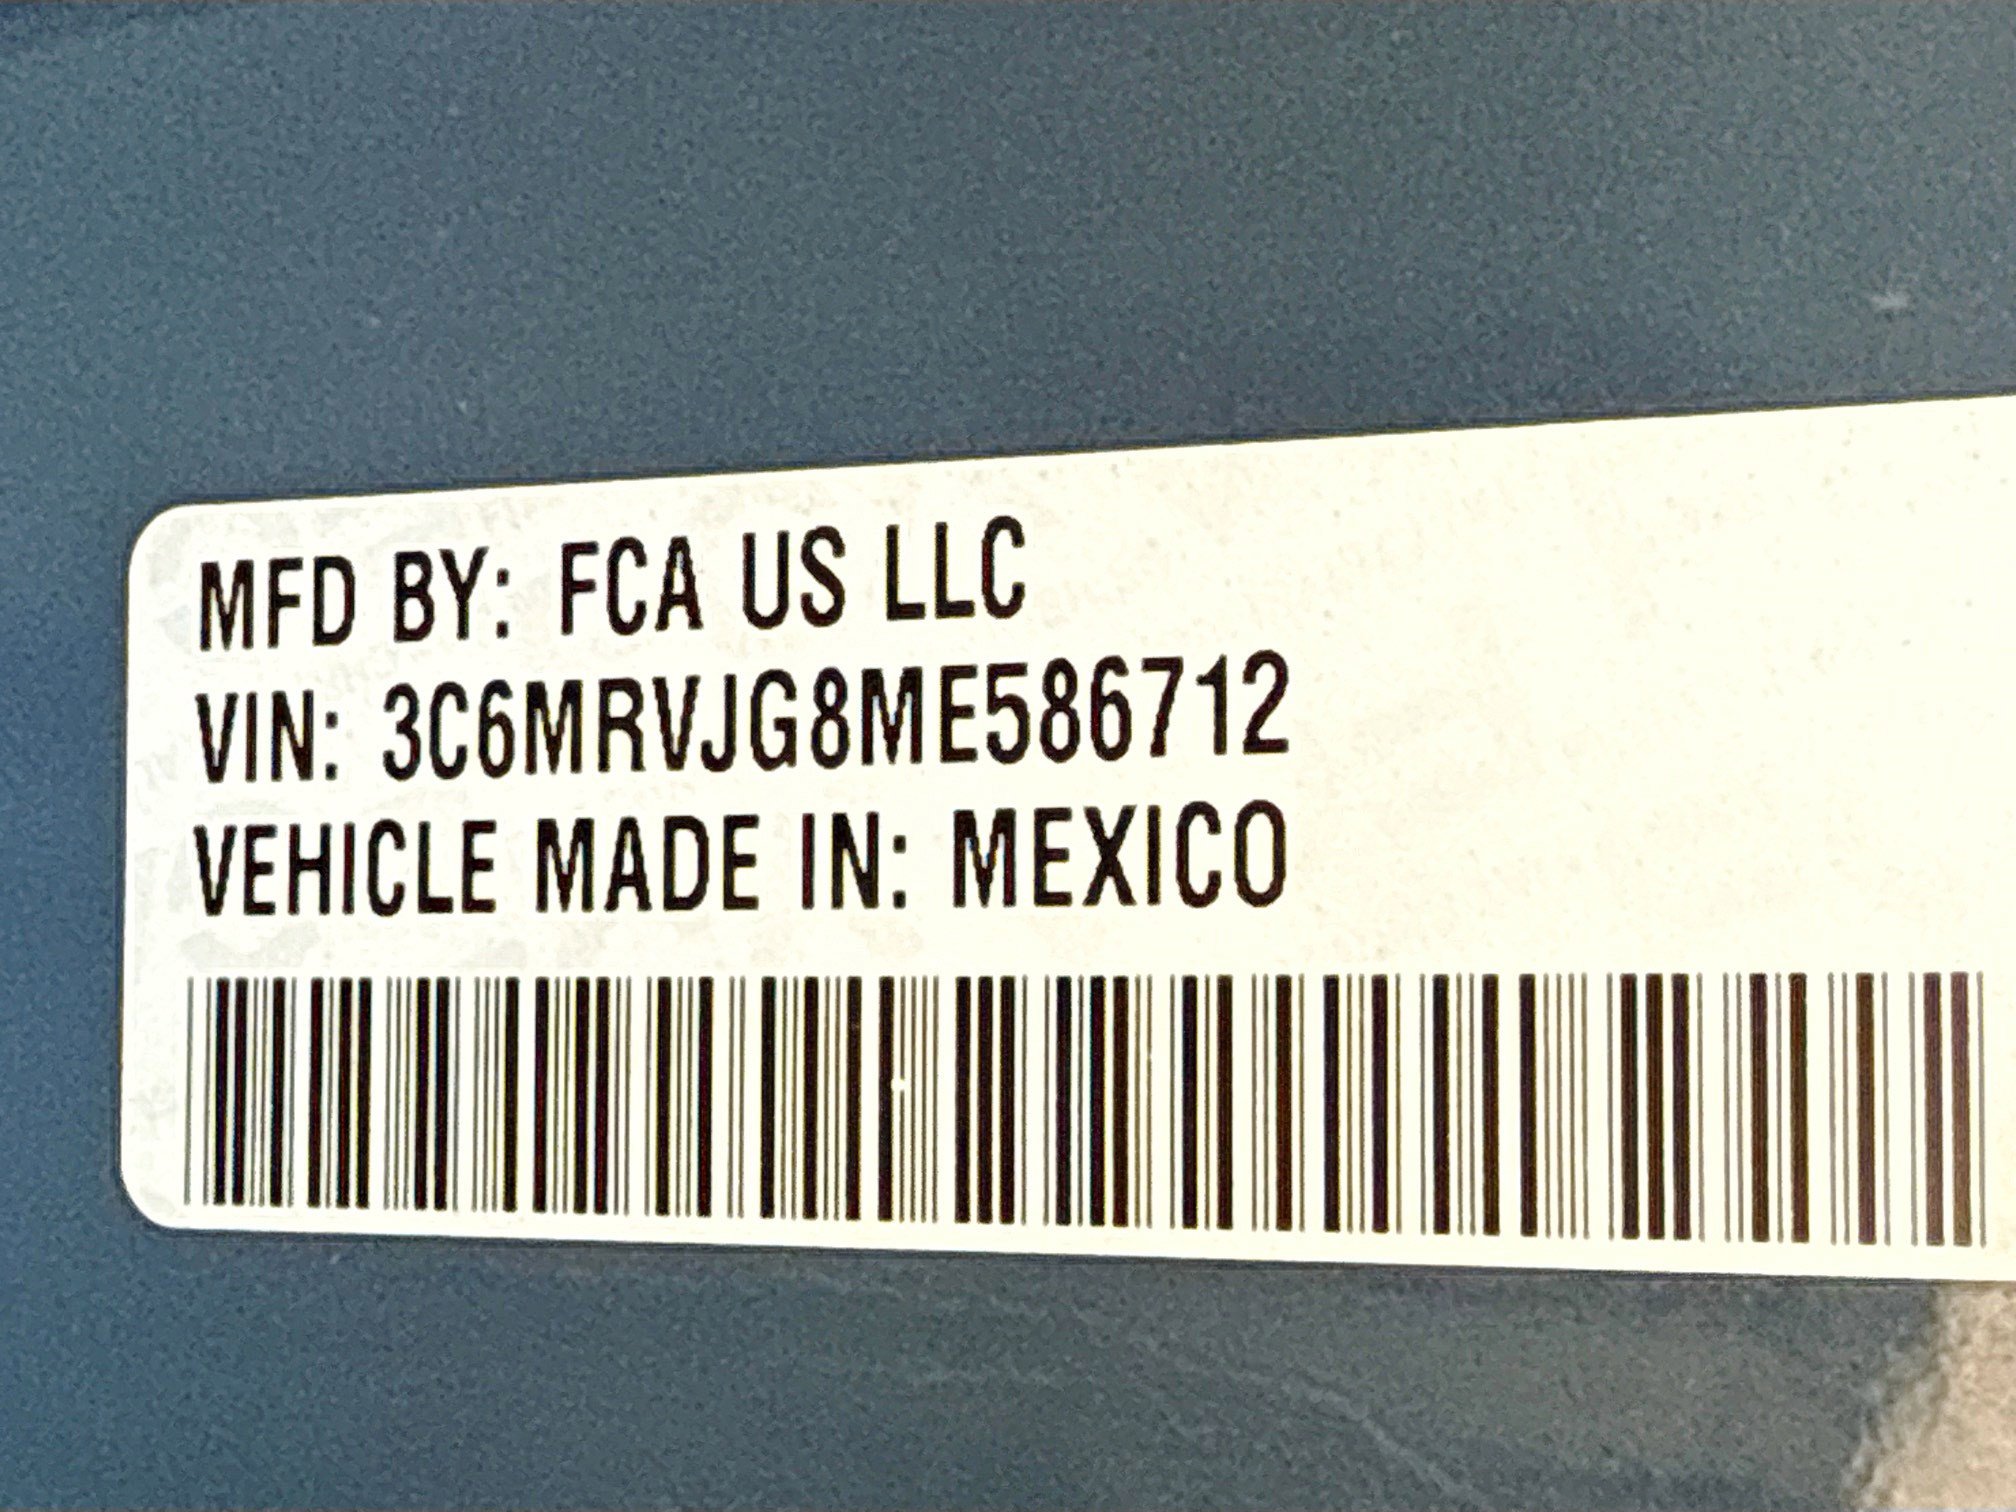 MFD BY: FCA US LLC
VIN: 3C6MRVJG8ME586712
VEHICLE MADE IN: MEXICO